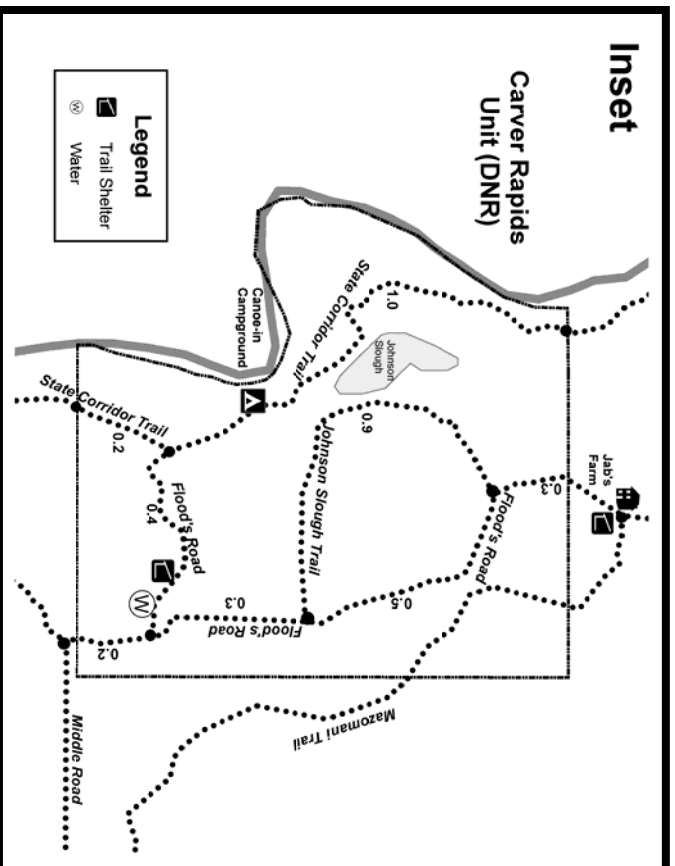 Inset
Carver Rapids
Unit (DNR)
Legend
Trail Shelter
W
Water
State Corridor Trail
1.0
Johnson
Slough
Canoe-in
Campground
State Corridor Trail
0.2
0.9
Johnson Slough Trail
Jab's
Farm
0.3
Flood's Road
0.5
Flood's Road
0.4
W
0.3
Flood's Road
0.2
Mazomani Trail
Middle Road